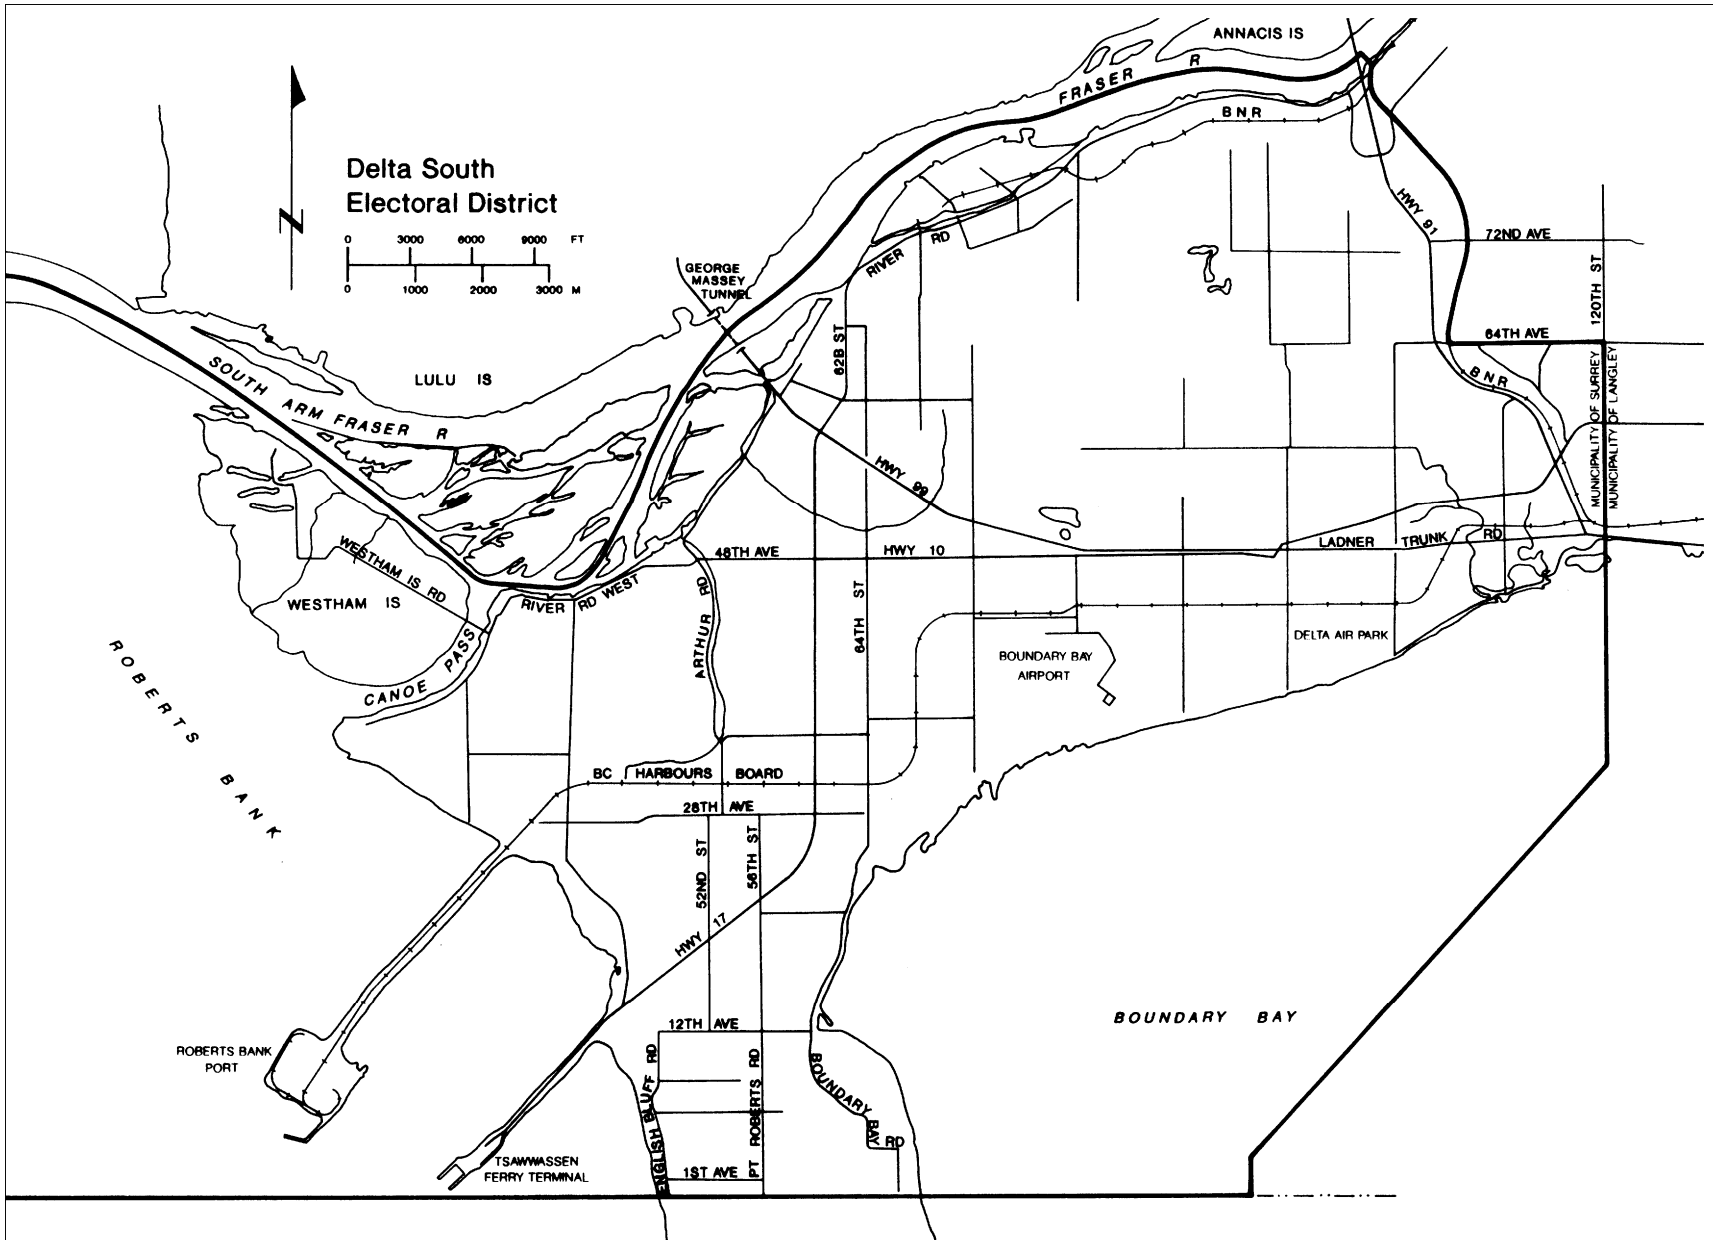 ANNACIS IS
FRASER R
BNR
Delta South
Electoral District
0 3000 6000 9000 FT
0 1000 2000 3000 M
N
HWY 91
72ND AVE
RIVER RD
GEORGE
MASSEY
TUNNEL
120TH ST
64TH AVE
62B ST
BNR
MUNICIPALITY OF SURREY
MUNICIPALITY OF LANGLEY
LULU IS
SOUTH ARM FRASER R
HWY 99
WESTHAM IS RD
48TH AVE
HWY 10
LADNER TRUNK RD
WESTHAM IS
RIVER RD WEST
ARTHUR RD
64TH ST
DELTA AIR PARK
BOUNDARY BAY
AIRPORT
CANOE PASS
ROBERTS BANK
BC HARBOURS BOARD
28TH AVE
52ND ST
56TH ST
HWY 17
BOUNDARY BAY
12TH AVE
ROBERTS BANK
PORT
ENGLISH BLUFF RD
PT ROBERTS RD
BOUNDARY BAY RD
TSAWWASSEN
FERRY TERMINAL
1ST AVE